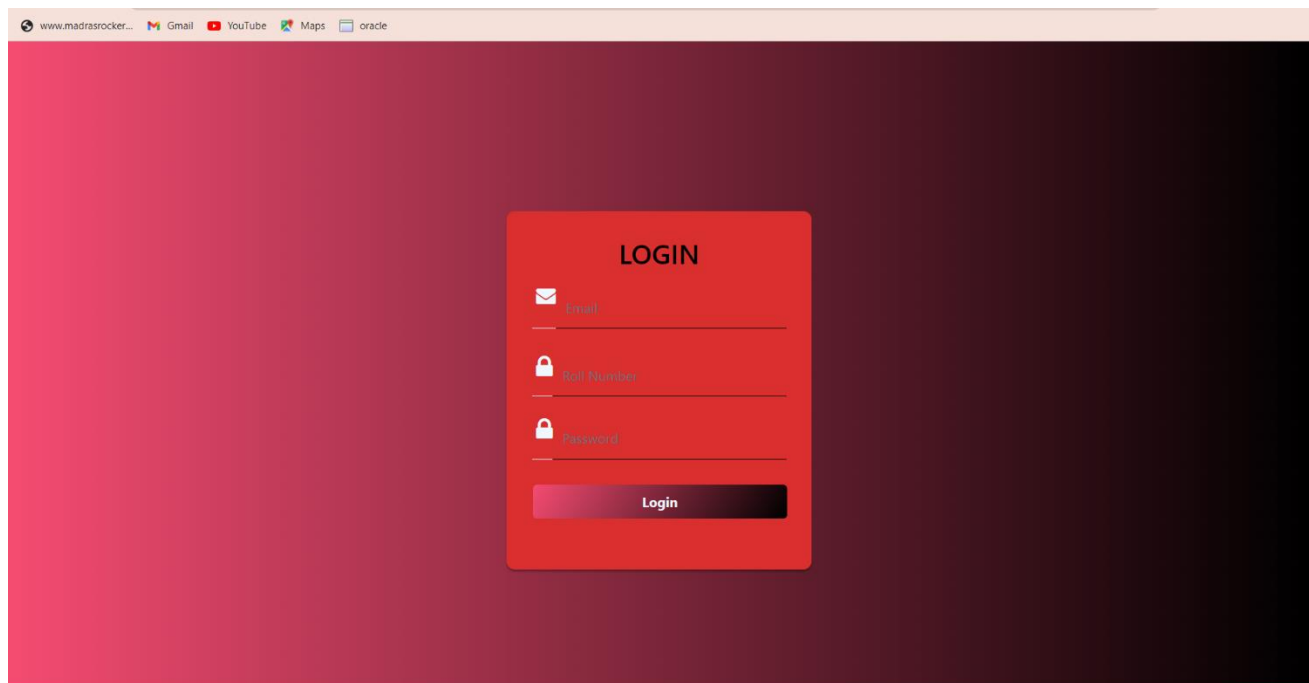 www.madrasrocker... Gmail YouTube Maps oracle
LOGIN
Email
Roll Number
Password
Login